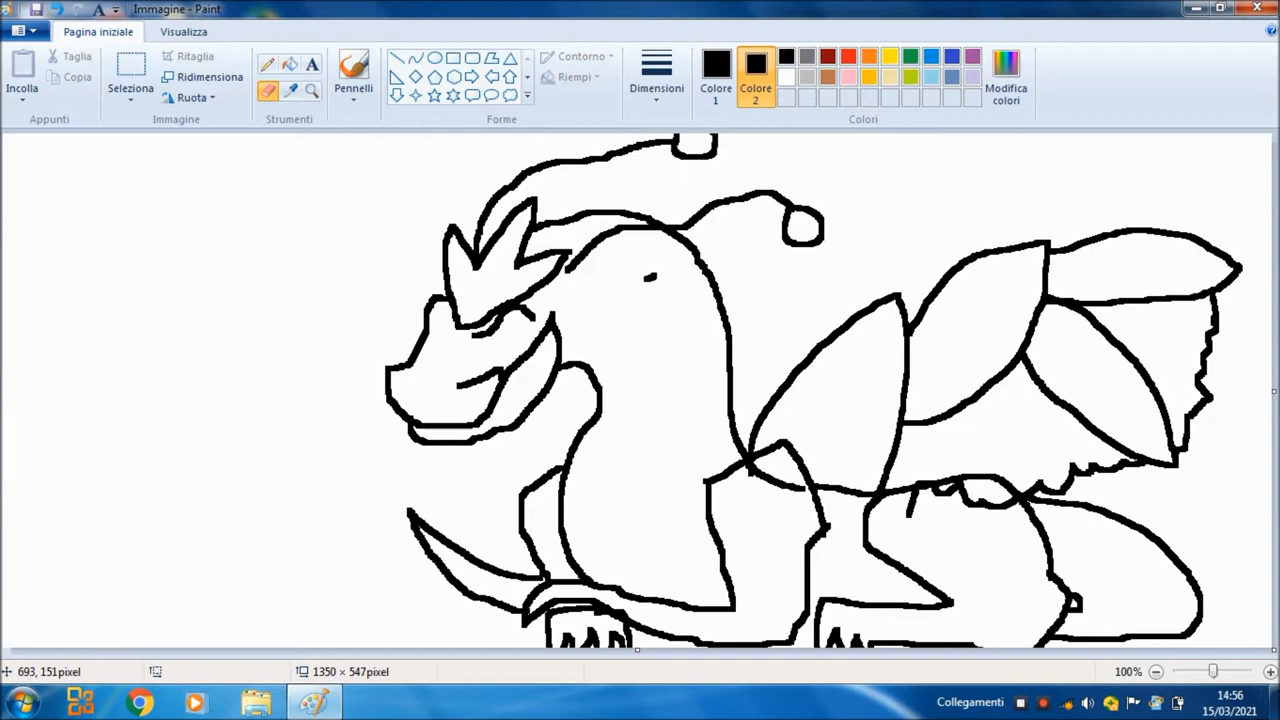 Immagine - Paint
Pagina iniziale Visualizza
Incolla
Taglia
Copia
Appunti
Seleziona
Ritaglia
Ridimensiona
Ruota
Immagine
A
Strumenti
Pennelli
Contorno
Riempi
Forme
Dimensioni
Colore 1
Colore 2
Modifica colori
Colori
693, 151pixel
1350 × 547pixel
100%
Collegamenti
14:56
15/03/2021